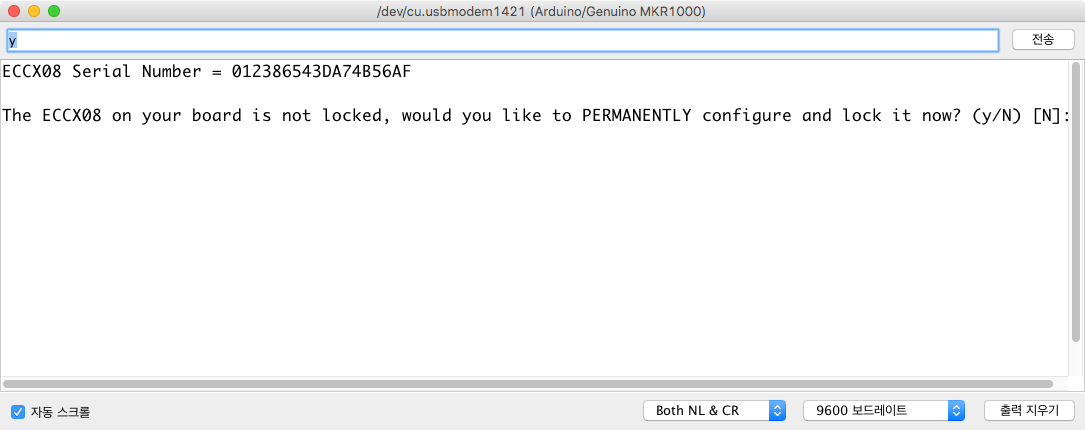 /dev/cu.usbmodem1421 (Arduino/Genuino MKR1000)
y
전송
ECCX08 Serial Number = 012386543DA74B56AF
The ECCX08 on your board is not locked, would you like to PERMANENTLY configure and lock it now? (y/N) [N]:
자동 스크롤
Both NL & CR
9600 보드레이트
출력 지우기